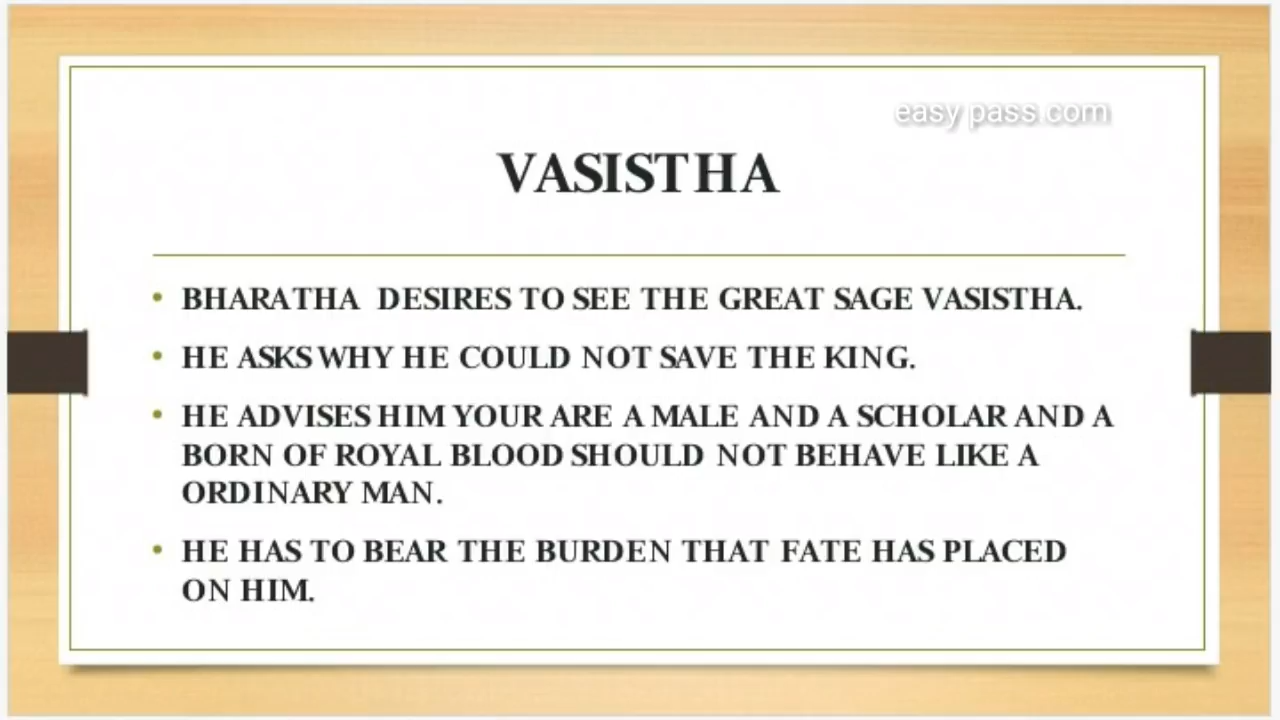 easy pass.com
VASISTHA
• BHARATHA DESIRES TO SEE THE GREAT SAGE VASISTHA.
• HE ASKS WHY HE COULD NOT SAVE THE KING.
• HE ADVISES HIM YOUR ARE A MALE AND A SCHOLAR AND A
BORN OF ROYAL BLOOD SHOULD NOT BEHAVE LIKE A
ORDINARY MAN.
• HE HAS TO BEAR THE BURDEN THAT FATE HAS PLACED
ON HIM.